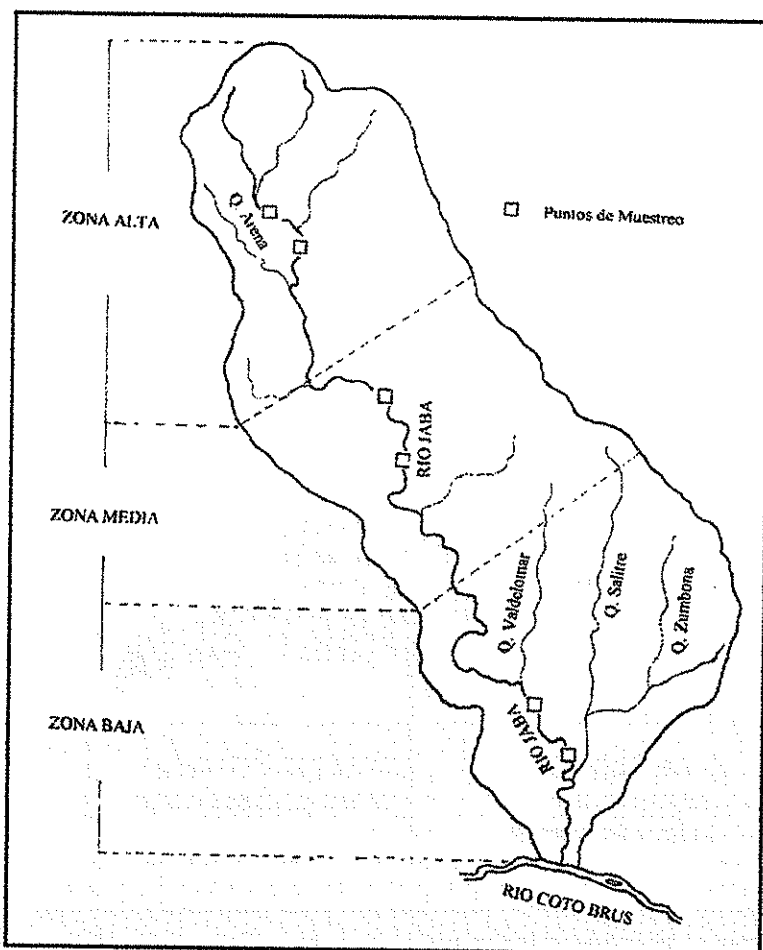 ZONA ALTA
Q. Arena
Puntos de Muestreo
RIO JABA
ZONA MEDIA
Q. Valdelomar
Q. Salitre
Q. Zumbona
ZONA BAJA
RIO JABA
RIO COTO BRUS